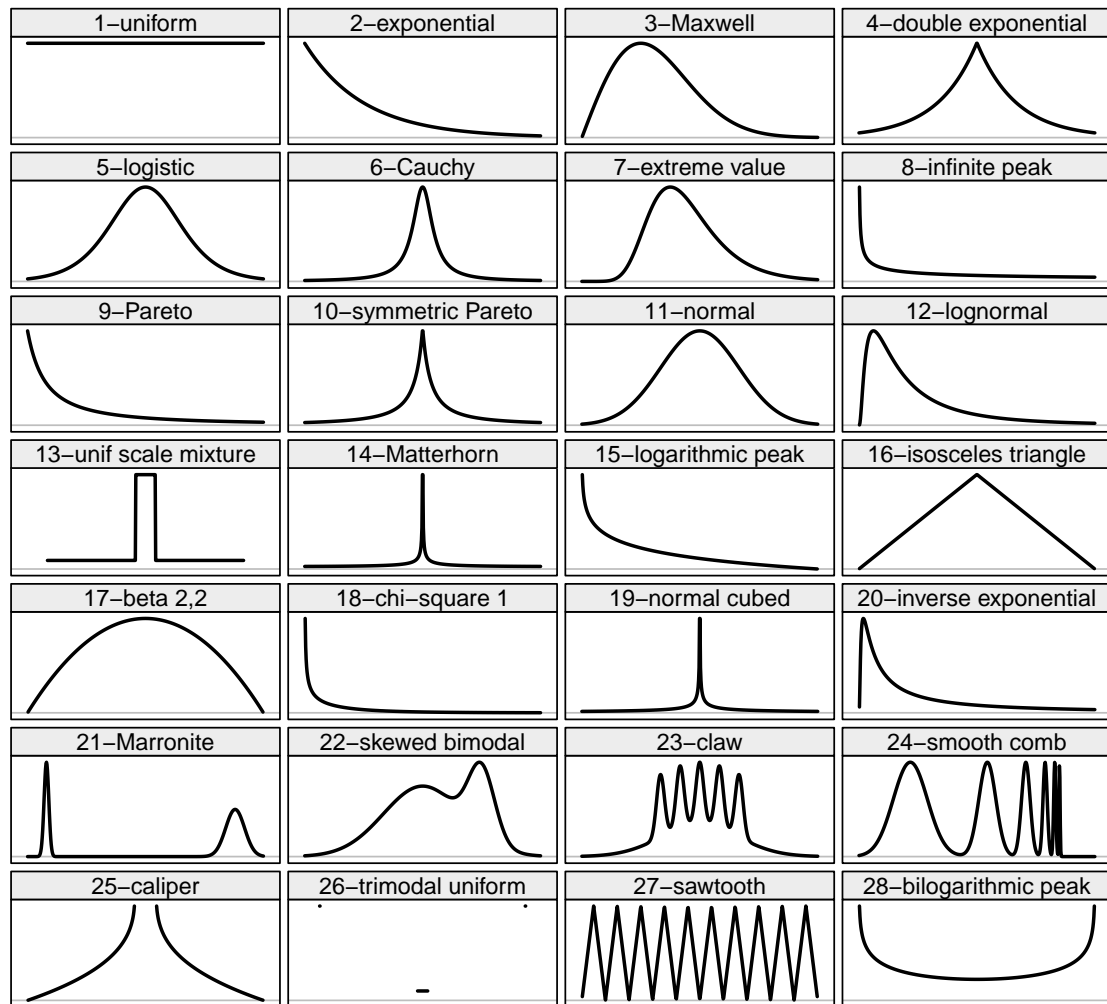 1−uniform
2−exponential
3−Maxwell
4−double exponential
5−logistic
6−Cauchy
7−extreme value
8−infinite peak
9−Pareto
10−symmetric Pareto
11−normal
12−lognormal
13−unif scale mixture
14−Matterhorn
15−logarithmic peak
16−isosceles triangle
17−beta 2,2
18−chi−square 1
19−normal cubed
20−inverse exponential
21−Marronite
22−skewed bimodal
23−claw
24−smooth comb
25−caliper
26−trimodal uniform
27−sawtooth
28−bilogarithmic peak